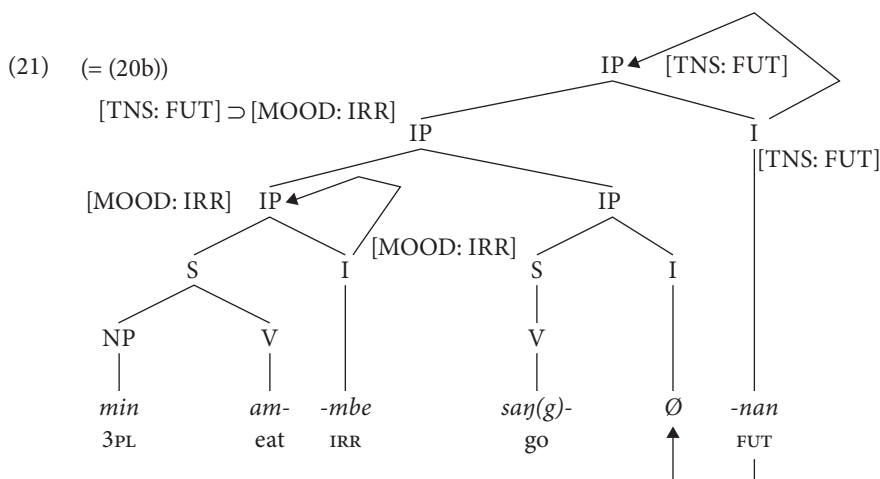 (21) (= (20b))
IP [TNS: FUT]
[TNS: FUT] ⊃ [MOOD: IRR]
IP I
[TNS: FUT]
[MOOD: IRR] IP IP
[MOOD: IRR]
S I S I
NP V V
min am- -mbe saŋ(g)- Ø -nan
3PL eat IRR go FUT